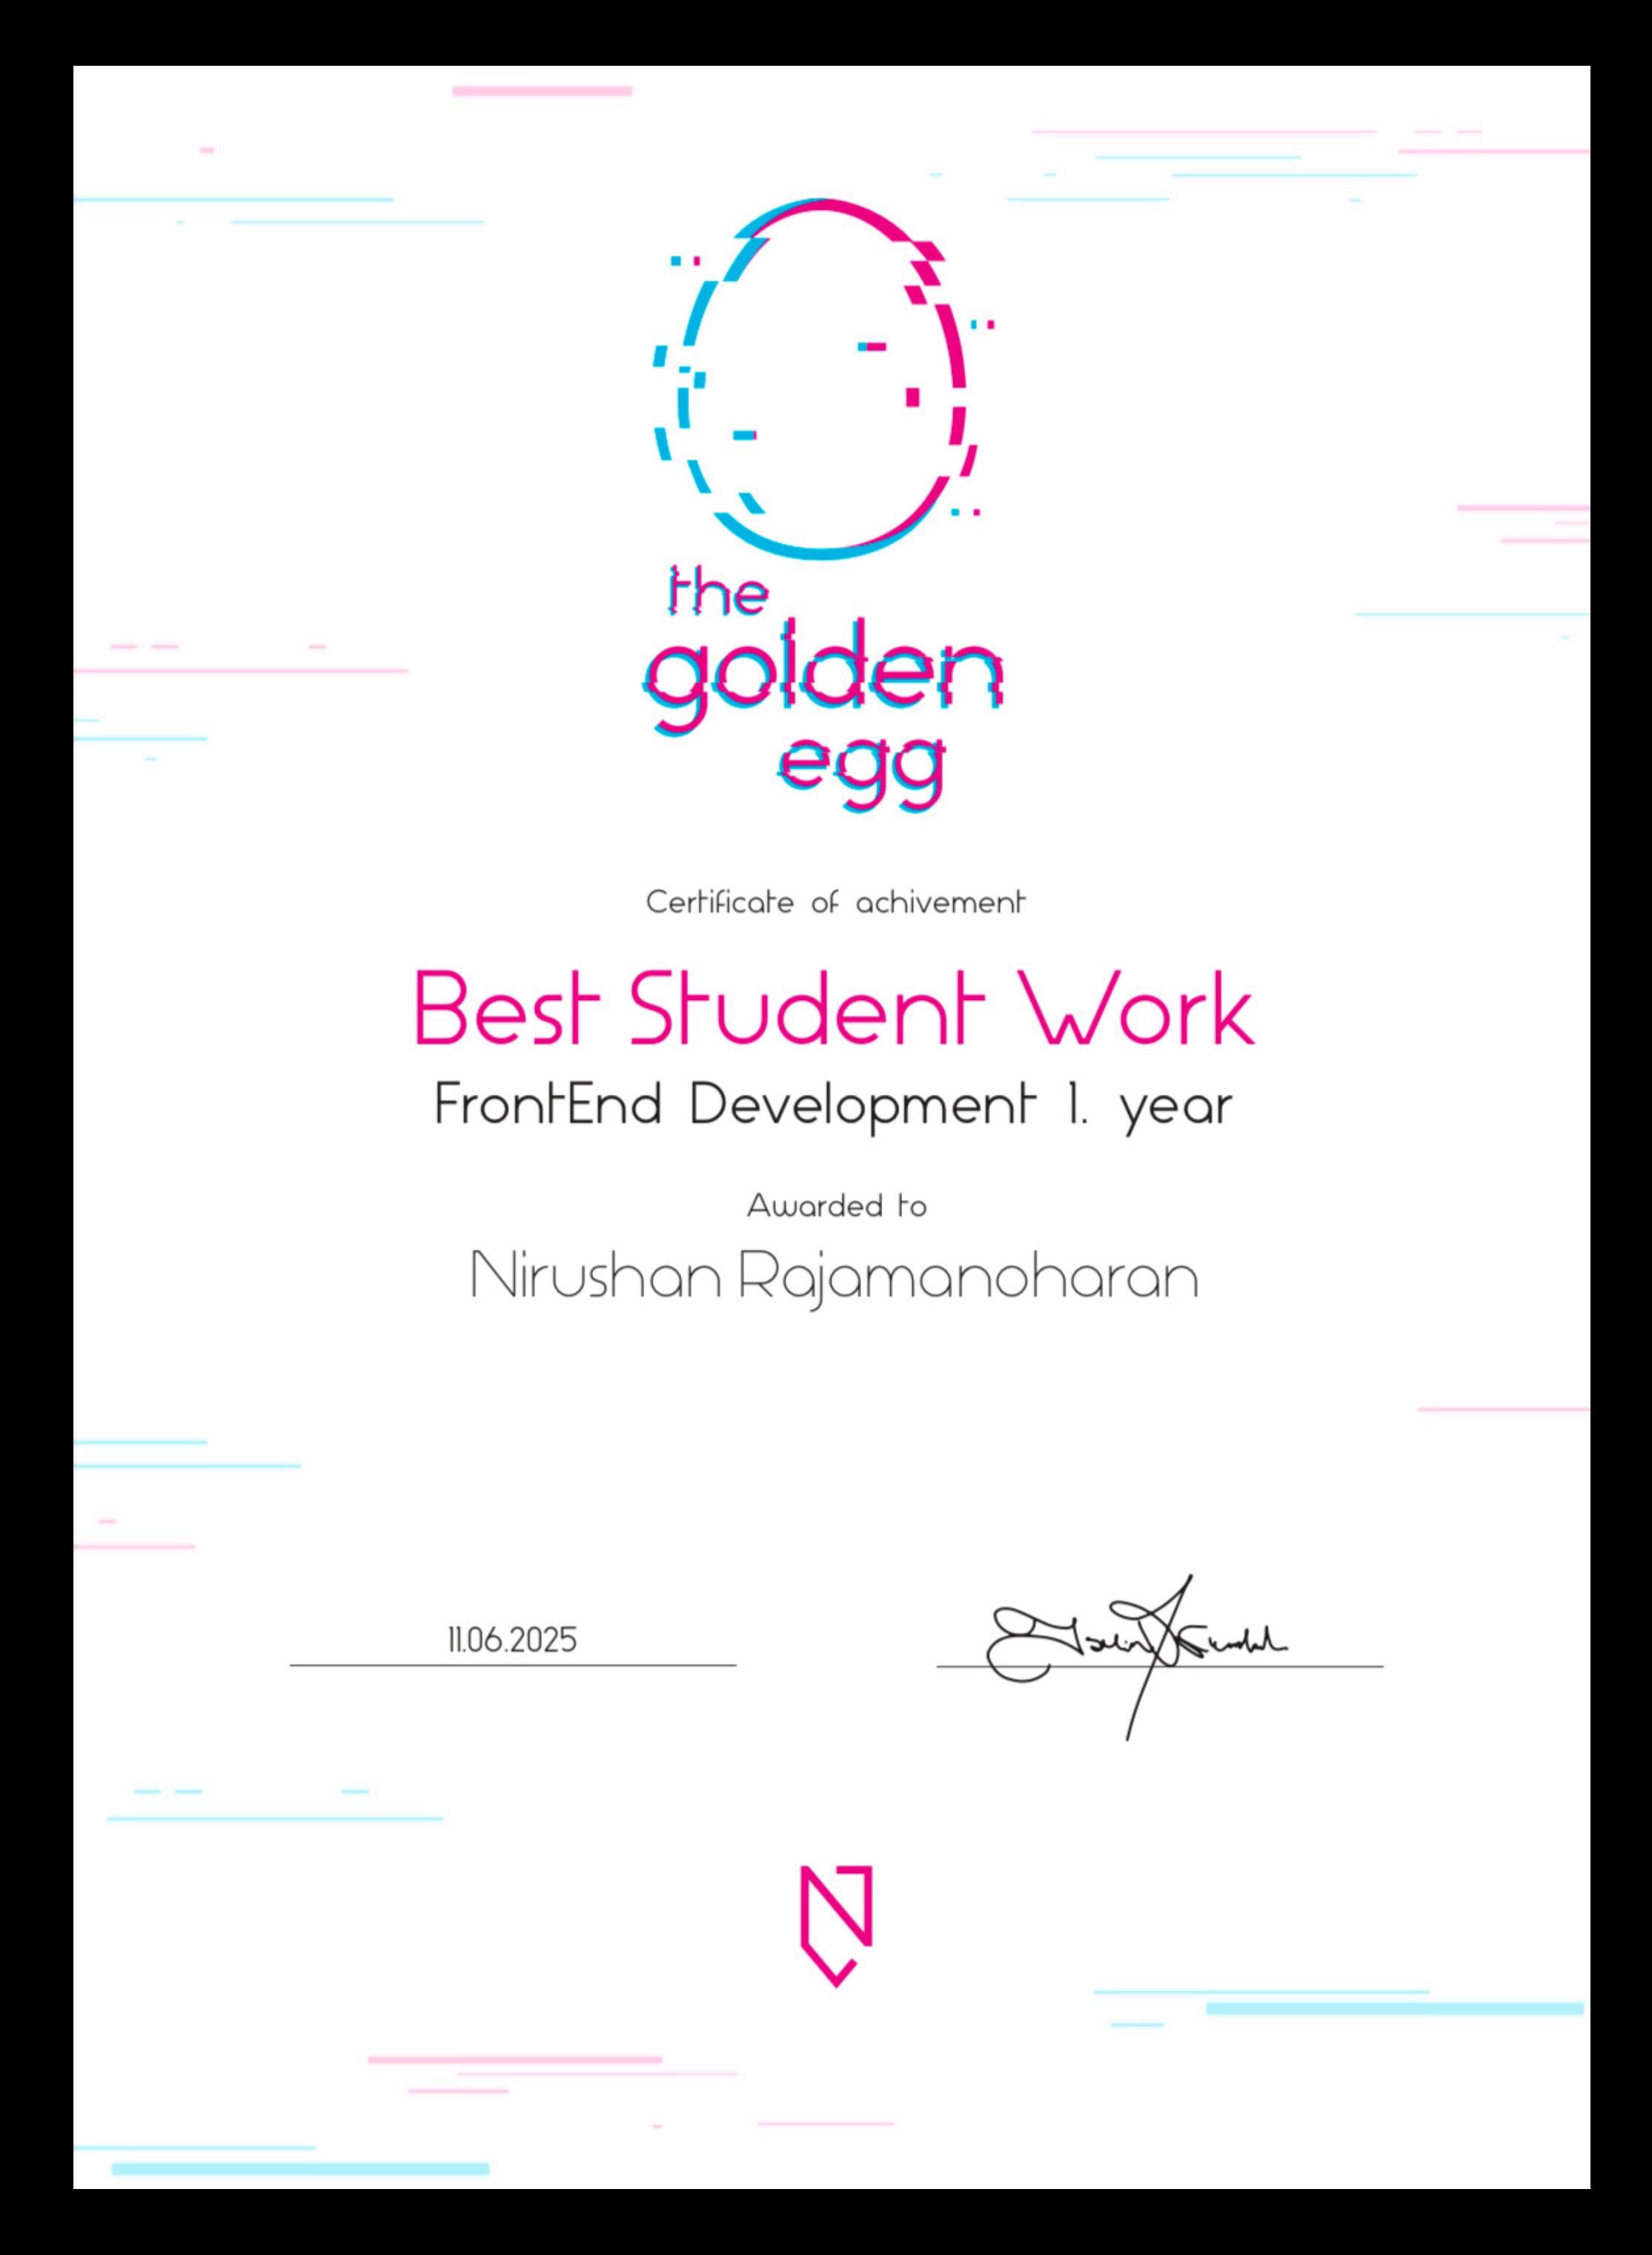 the
golden
egg
Certificate of achivement
Best Student Work
FrontEnd Development 1. year
Awarded to
Nirushan Rajamanoharan
11.06.2025